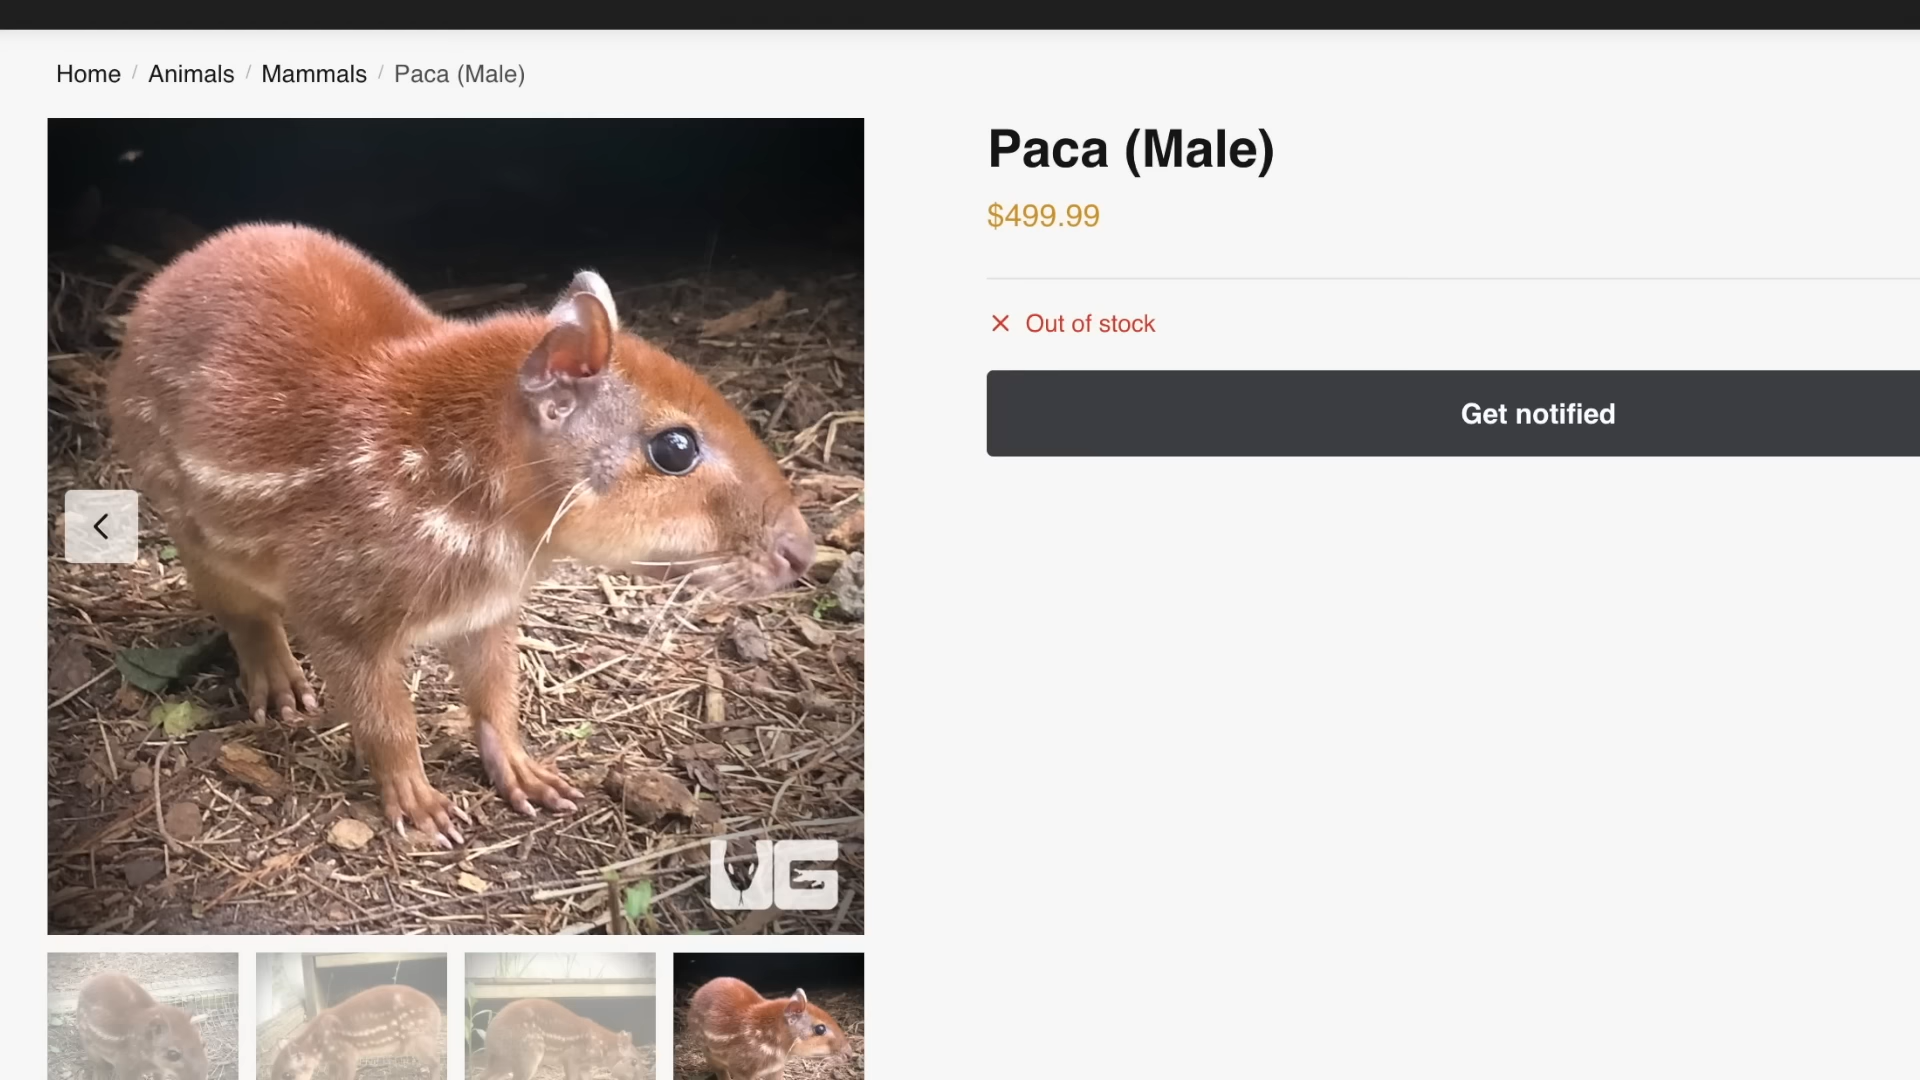 Home / Animals / Mammals / Paca (Male)
Paca (Male)
$499.99
Out of stock
Get notified
UG